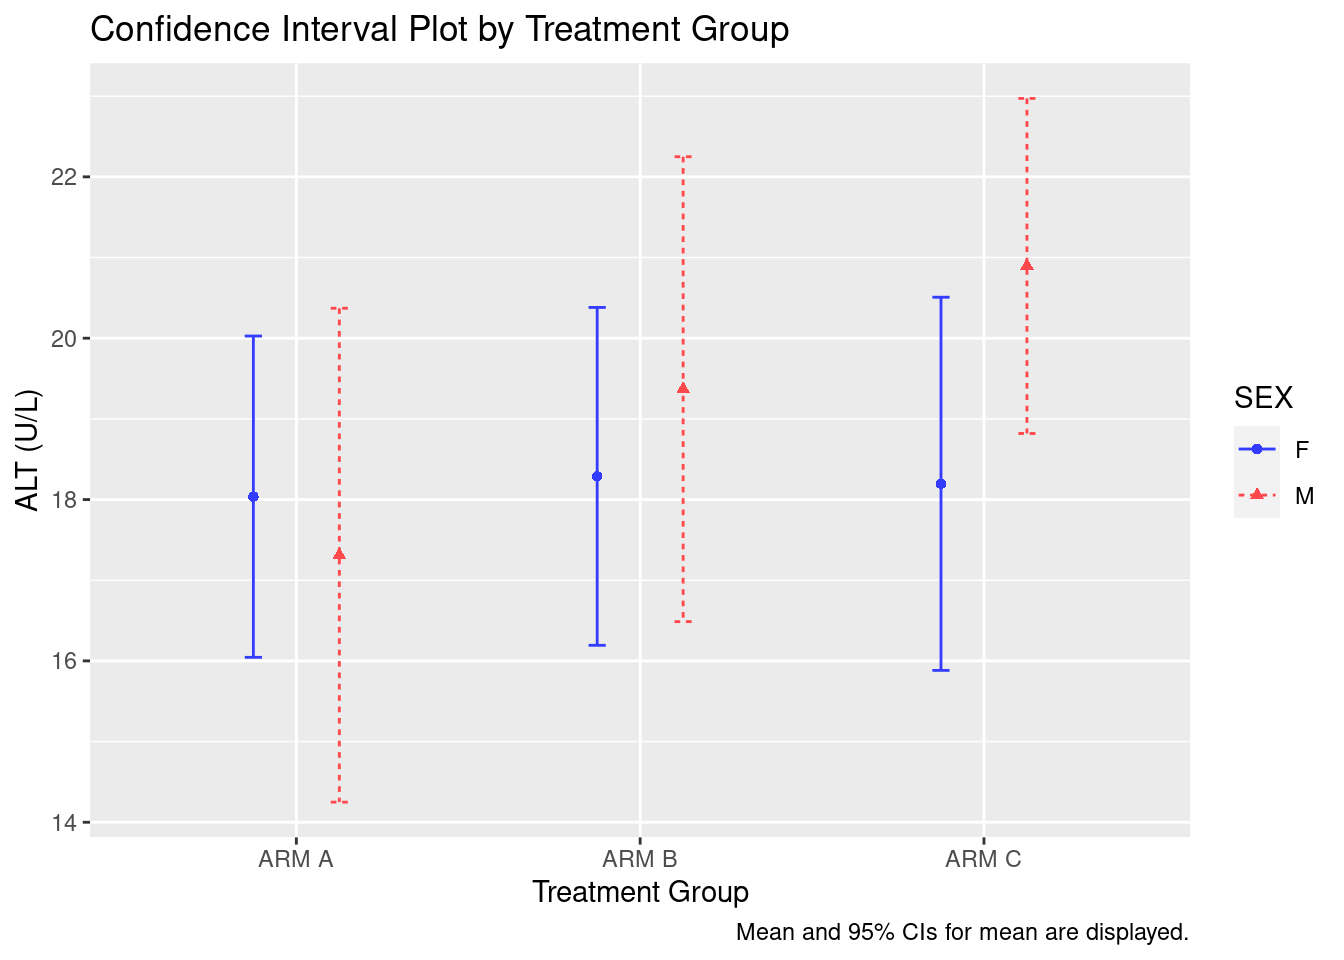 Confidence Interval Plot by Treatment Group
22
20
18
16
14
ALT (U/L)
ARM A
ARM B
ARM C
Treatment Group
SEX
F
M
Mean and 95% CIs for mean are displayed.